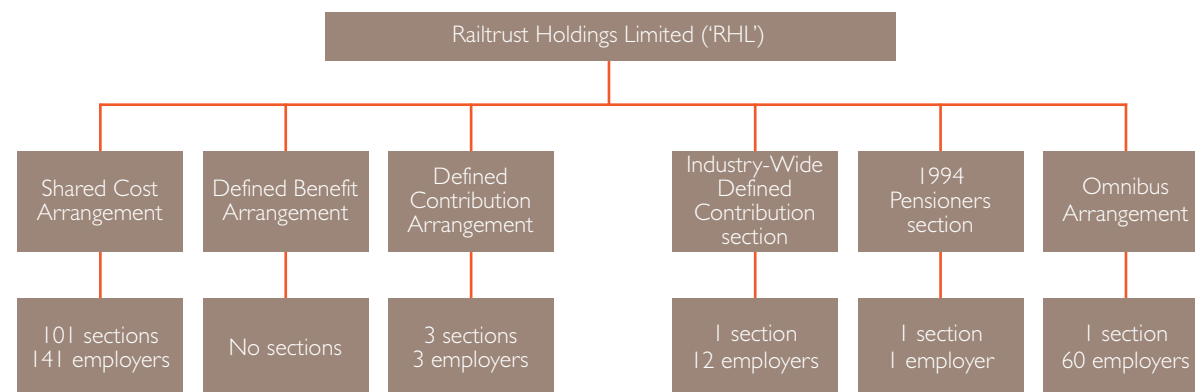 Railtrust Holdings Limited (‘RHL’)
Shared Cost
Arrangement
Defined Benefit
Arrangement
Defined
Contribution
Arrangement
Industry-Wide
Defined
Contribution
section
1994
Pensioners
section
Omnibus
Arrangement
101 sections
141 employers
No sections
3 sections
3 employers
1 section
12 employers
1 section
1 employer
1 section
60 employers